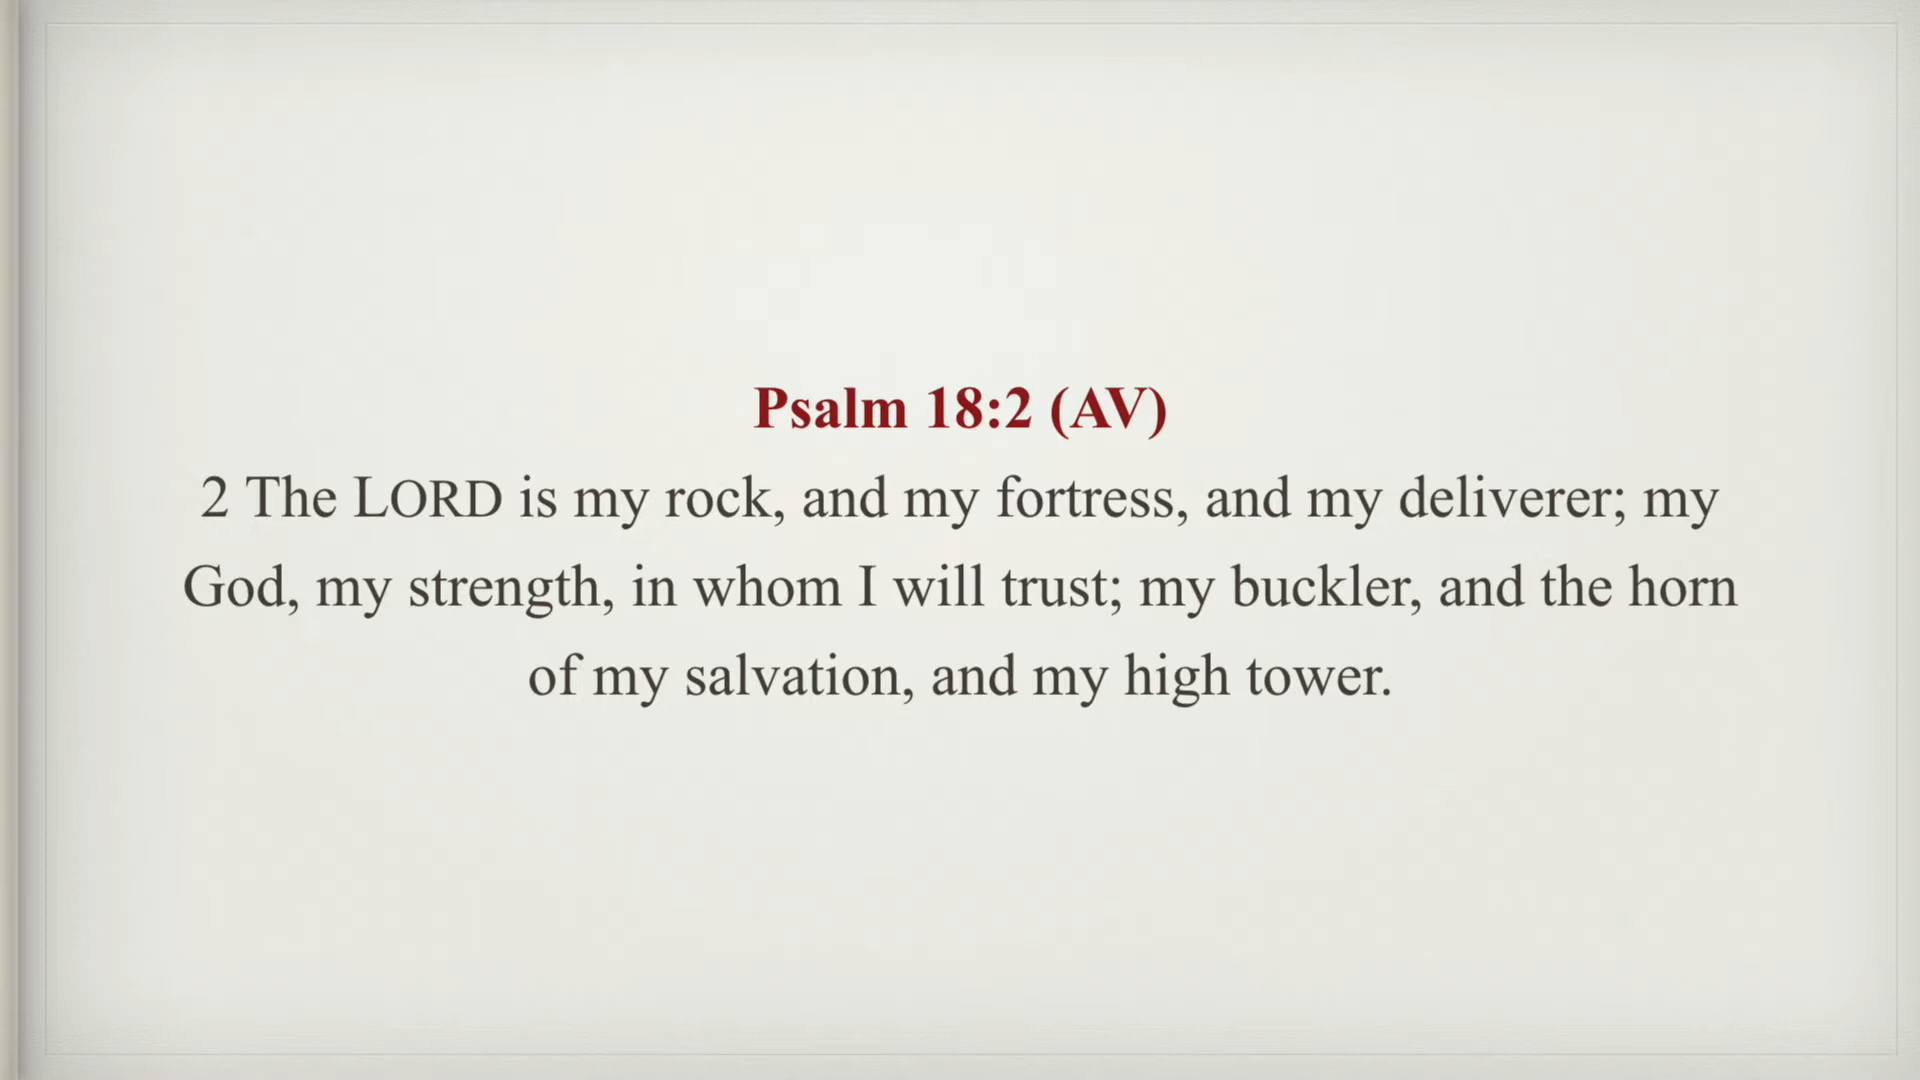 Psalm 18:2 (AV)
2 The LORD is my rock, and my fortress, and my deliverer; my
God, my strength, in whom I will trust; my buckler, and the horn
of my salvation, and my high tower.